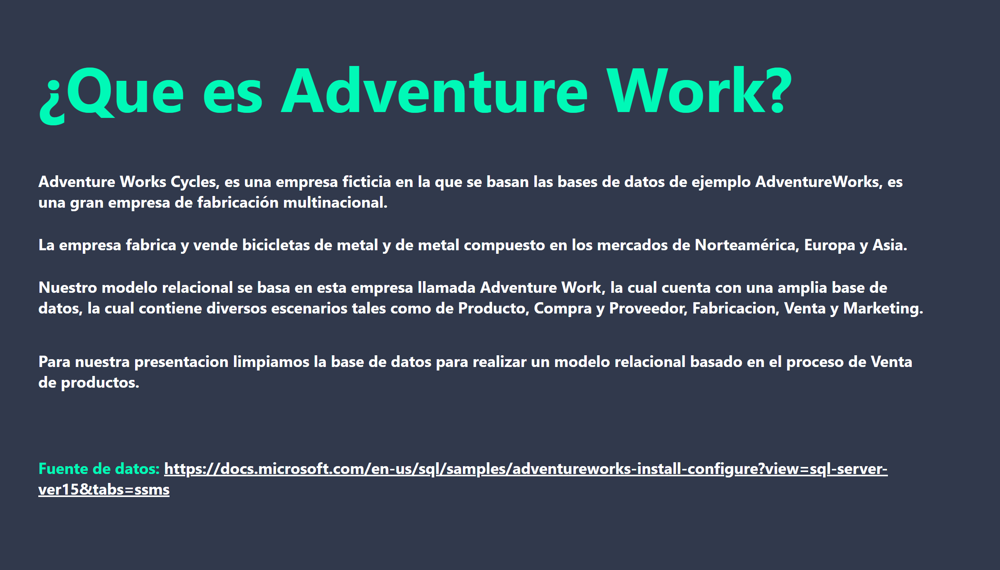 ¿Que es Adventure Work?
Adventure Works Cycles, es una empresa ficticia en la que se basan las bases de datos de ejemplo AdventureWorks, es
una gran empresa de fabricación multinacional.
La empresa fabrica y vende bicicletas de metal y de metal compuesto en los mercados de Norteamérica, Europa y Asia.
Nuestro modelo relacional se basa en esta empresa llamada Adventure Work, la cual cuenta con una amplia base de
datos, la cual contiene diversos escenarios tales como de Producto, Compra y Proveedor, Fabricacion, Venta y Marketing.
Para nuestra presentacion limpiamos la base de datos para realizar un modelo relacional basado en el proceso de Venta
de productos.
Fuente de datos: https://docs.microsoft.com/en-us/sql/samples/adventureworks-install-configure?view=sql-server-
ver15&tabs=ssms